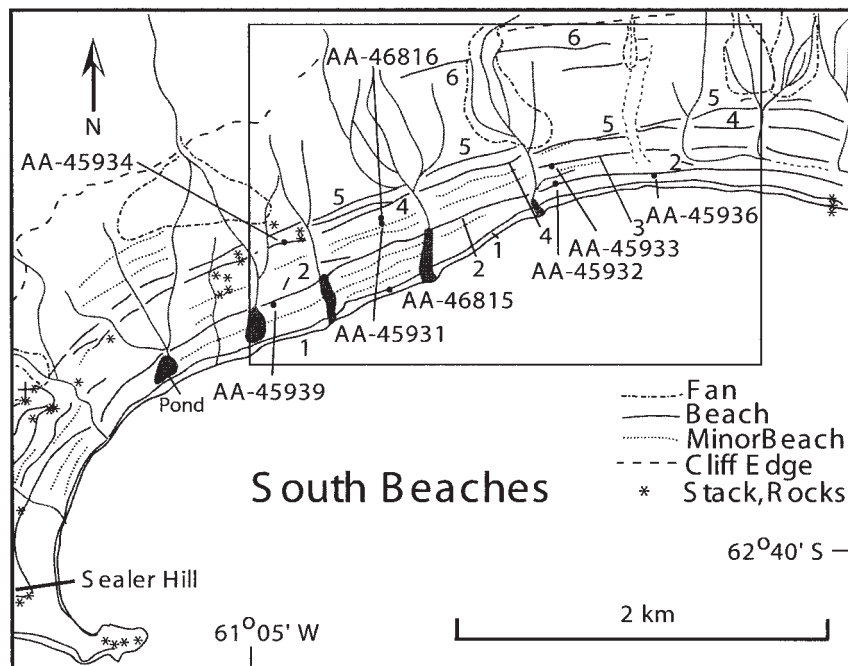 6
AA-46816
6
N
5
4
5
5
AA-45934
2
5
4
AA-45936
3
2
4
AA-45933
1
2
AA-45932
AA-46815
AA-45931
1
AA-45939
Pond
Fan
Beach
MinorBeach
Cliff Edge
Stack,Rocks
South Beaches
62°40' S
Sealer Hill
61°05' W
2 km